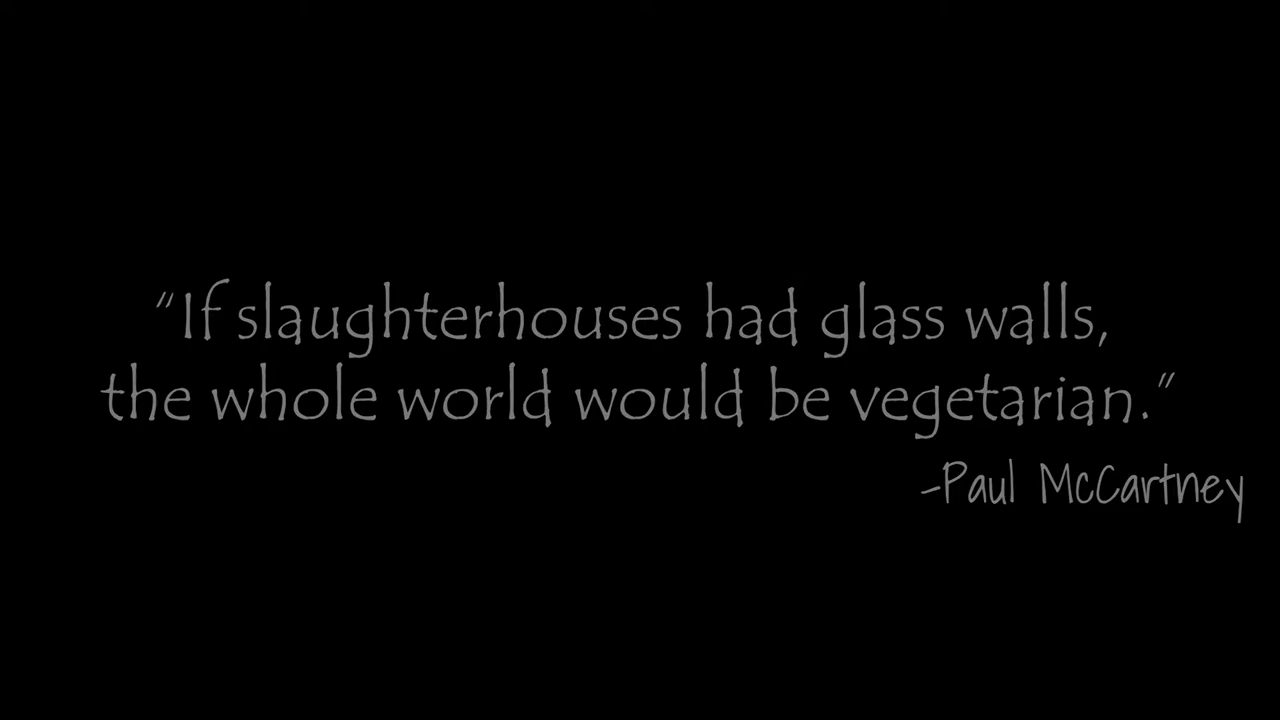 “If slaughterhouses had glass walls,
the whole world would be vegetarian.”
-Paul McCartney